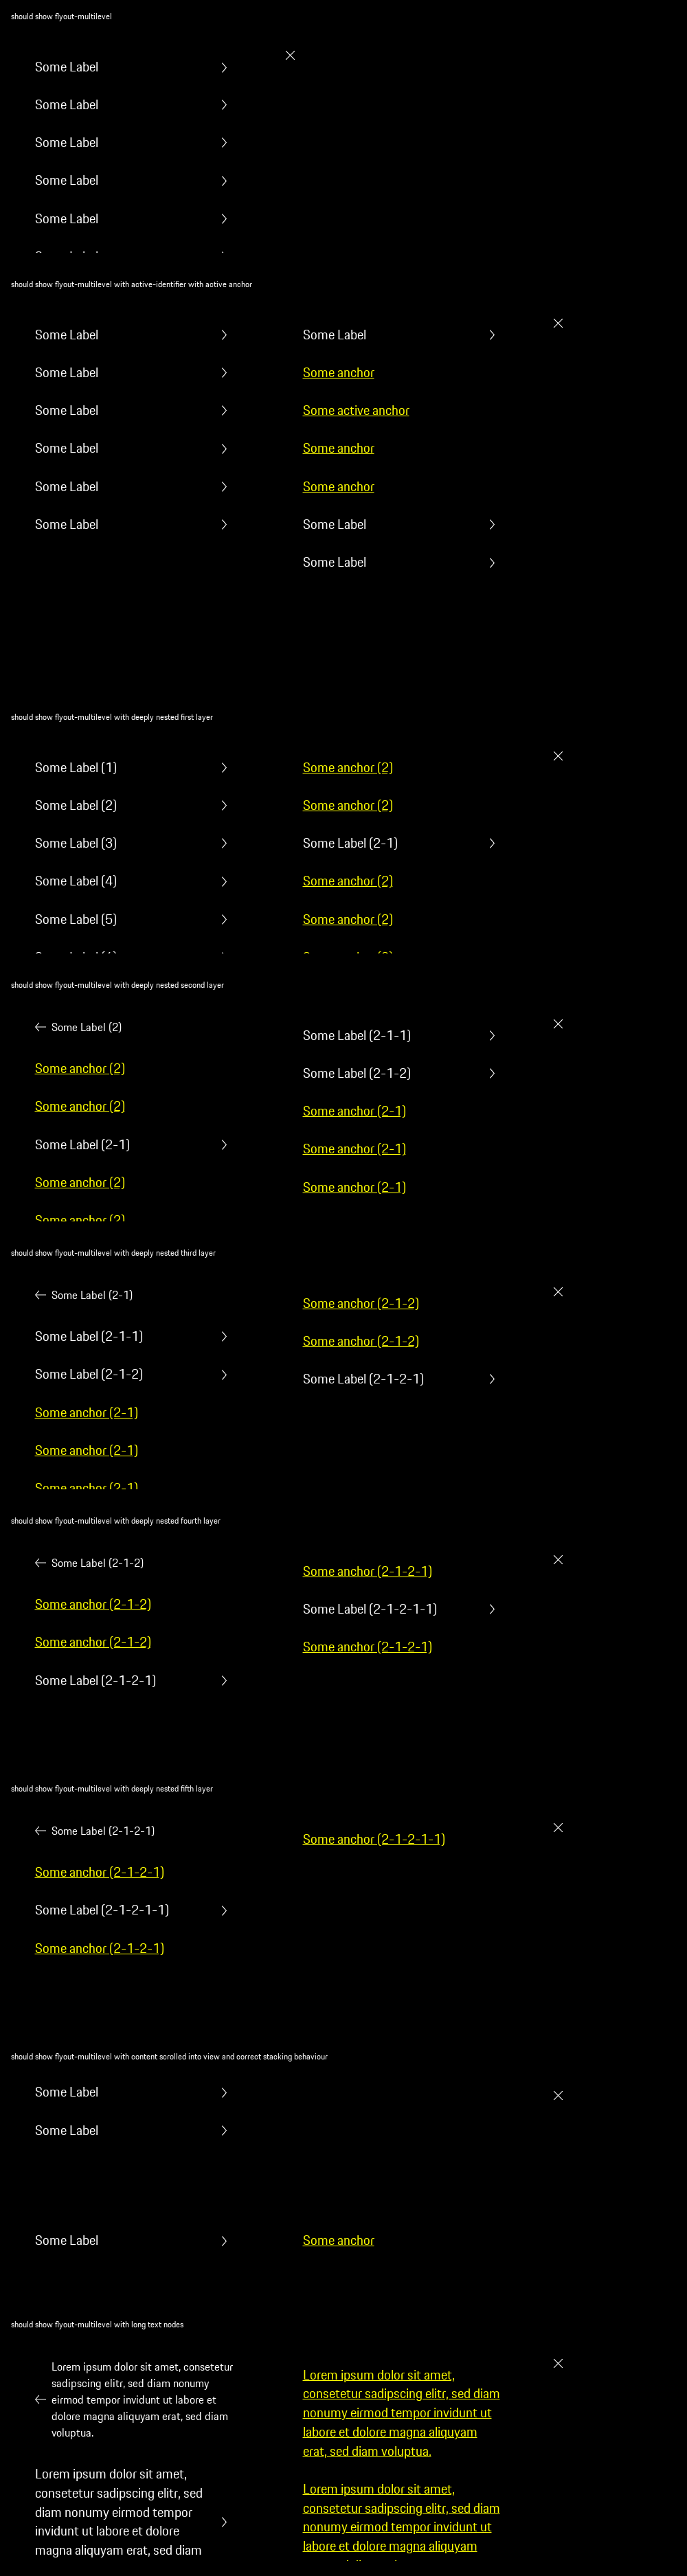 should show flyout-multilevel
Some Label
Some Label
Some Label
Some Label
Some Label
Some Label
should show flyout-multilevel with active-identifier with active anchor
Some Label
Some Label
Some Label
Some Label
Some Label
Some Label
Some Label
Some anchor
Some active anchor
Some anchor
Some anchor
Some Label
Some Label
should show flyout-multilevel with deeply nested first layer
Some Label (1)
Some Label (2)
Some Label (3)
Some Label (4)
Some Label (5)
Some anchor (2)
Some anchor (2)
Some Label (2-1)
Some anchor (2)
Some anchor (2)
should show flyout-multilevel with deeply nested second layer
Some Label (2)
Some anchor (2)
Some anchor (2)
Some Label (2-1)
Some anchor (2)
Some anchor (2)
Some Label (2-1-1)
Some Label (2-1-2)
Some anchor (2-1)
Some anchor (2-1)
Some anchor (2-1)
should show flyout-multilevel with deeply nested third layer
Some Label (2-1)
Some Label (2-1-1)
Some Label (2-1-2)
Some anchor (2-1)
Some anchor (2-1)
Some anchor (2-1)
Some anchor (2-1-2)
Some anchor (2-1-2)
Some Label (2-1-2-1)
should show flyout-multilevel with deeply nested fourth layer
Some Label (2-1-2)
Some anchor (2-1-2)
Some anchor (2-1-2)
Some Label (2-1-2-1)
Some anchor (2-1-2-1)
Some Label (2-1-2-1-1)
Some anchor (2-1-2-1)
should show flyout-multilevel with deeply nested fifth layer
Some Label (2-1-2-1)
Some anchor (2-1-2-1)
Some Label (2-1-2-1-1)
Some anchor (2-1-2-1)
Some anchor (2-1-2-1-1)
should show flyout-multilevel with content scrolled into view and correct stacking behaviour
Some Label
Some Label
Some Label
Some anchor
should show flyout-multilevel with long text nodes
Lorem ipsum dolor sit amet, consetetur
sadipscing elitr, sed diam nonumy
eirmod tempor invidunt ut labore et
dolore magna aliquyam erat, sed diam
voluptua.
Lorem ipsum dolor sit amet,
consetetur sadipscing elitr, sed
diam nonumy eirmod tempor
invidunt ut labore et dolore
magna aliquyam erat, sed diam
Lorem ipsum dolor sit amet,
consetetur sadipscing elitr, sed diam
nonumy eirmod tempor invidunt ut
labore et dolore magna aliquyam
erat, sed diam voluptua.
Lorem ipsum dolor sit amet,
consetetur sadipscing elitr, sed diam
nonumy eirmod tempor invidunt ut
labore et dolore magna aliquyam